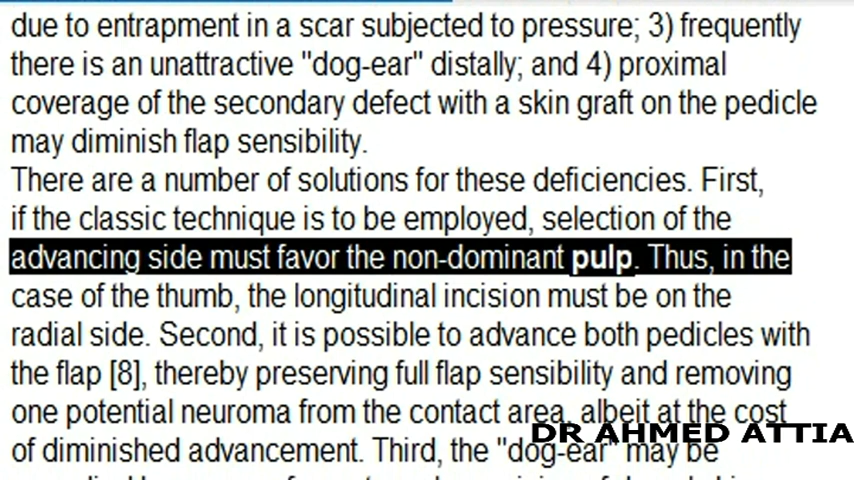 due to entrapment in a scar subjected to pressure; 3) frequently
there is an unattractive "dog-ear" distally; and 4) proximal
coverage of the secondary defect with a skin graft on the pedicle
may diminish flap sensibility.
There are a number of solutions for these deficiencies. First,
if the classic technique is to be employed, selection of the
advancing side must favor the non-dominant pulp. Thus, in the
case of the thumb, the longitudinal incision must be on the
radial side. Second, it is possible to advance both pedicles with
the flap [8], thereby preserving full flap sensibility and removing
one potential neuroma from the contact area, albeit at the cost
DR AHMED ATTIA
of diminished advancement. Third, the "dog-ear" may be